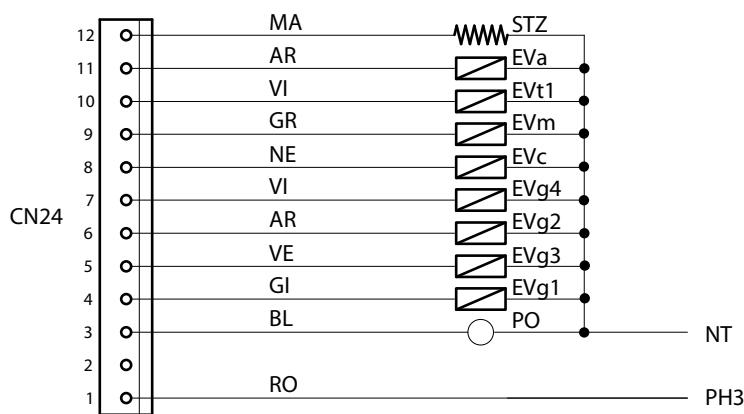 12 MA STZ
11 AR EVa
10 VI EVt1
9 GR EVm
8 NE EVc
CN24
7 VI EVg4
6 AR EVg2
5 VE EVg3
4 GI EVg1
3 BL PO NT
2
1 RO PH3